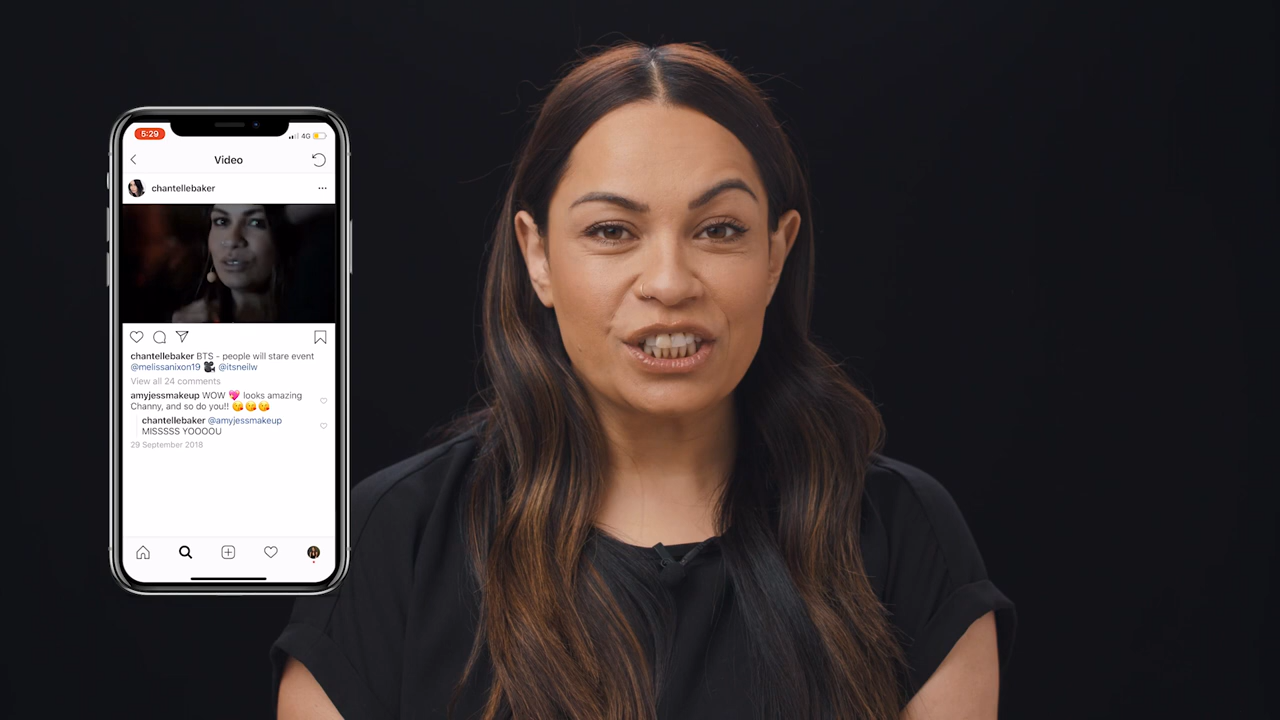 5:29
4G
Video
chantellebaker
chantellebaker BTS - people will stare event
@melissanixon19 🎥 @itsneilw
View all 24 comments
amyjessmakeup WOW 💖 looks amazing
Channy, and so do you!! 😘😘😘
chantellebaker @amyjessmakeup
MISSSSS YOOOOU
29 September 2018